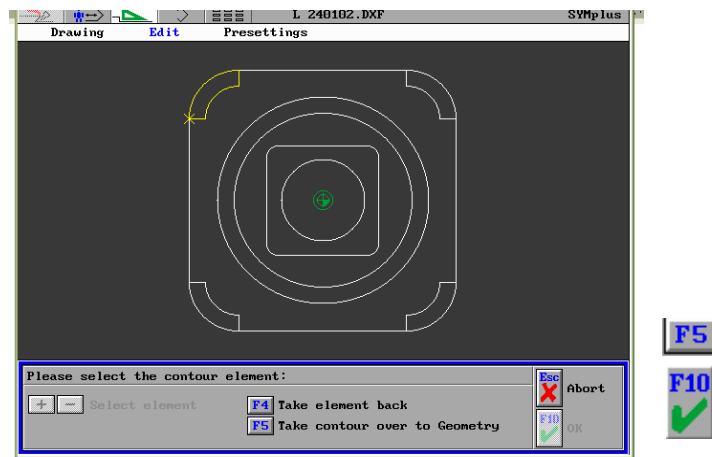 L 240102.DXF SYMplus
Drawing Edit Presettings
Please select the contour element:
+ - Select element
F4 Take element back
F5 Take contour over to Geometry
Esc Abort
F10 OK
F5
F10